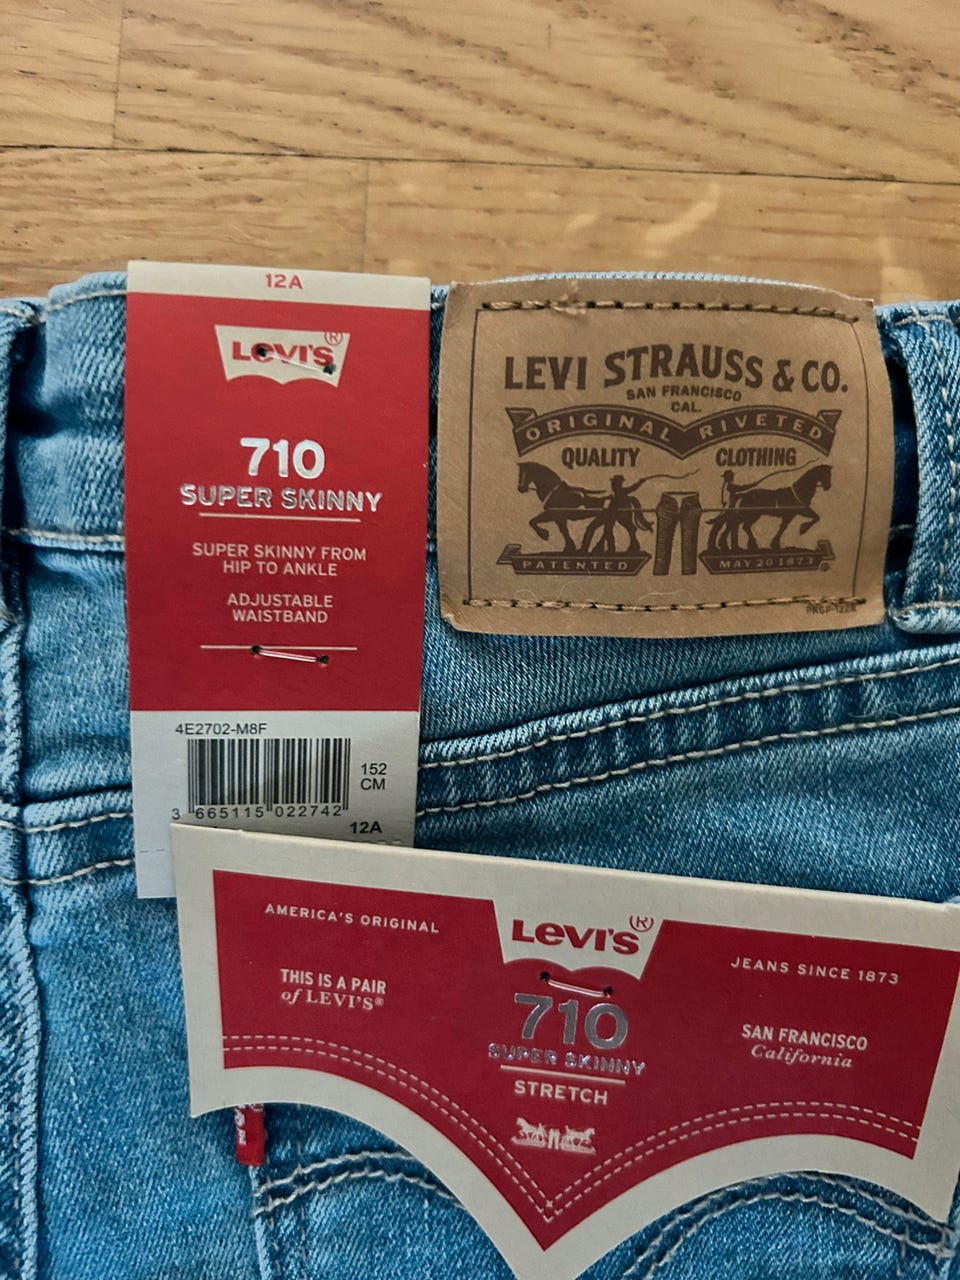 12A
LEVI'S®
710
SUPER SKINNY
SUPER SKINNY FROM
HIP TO ANKLE
ADJUSTABLE
WAISTBAND
4E2702-M8F
152
CM
3 665115 022742
12A
LEVI STRAUSS & CO.
SAN FRANCISCO
CAL.
ORIGINAL RIVETED
QUALITY CLOTHING
PATENTED MAY 20 1873
AMERICA'S ORIGINAL
THIS IS A PAIR
of LEVI'S®
LEVI'S®
710
SUPER SKINNY
STRETCH
JEANS SINCE 1873
SAN FRANCISCO
California